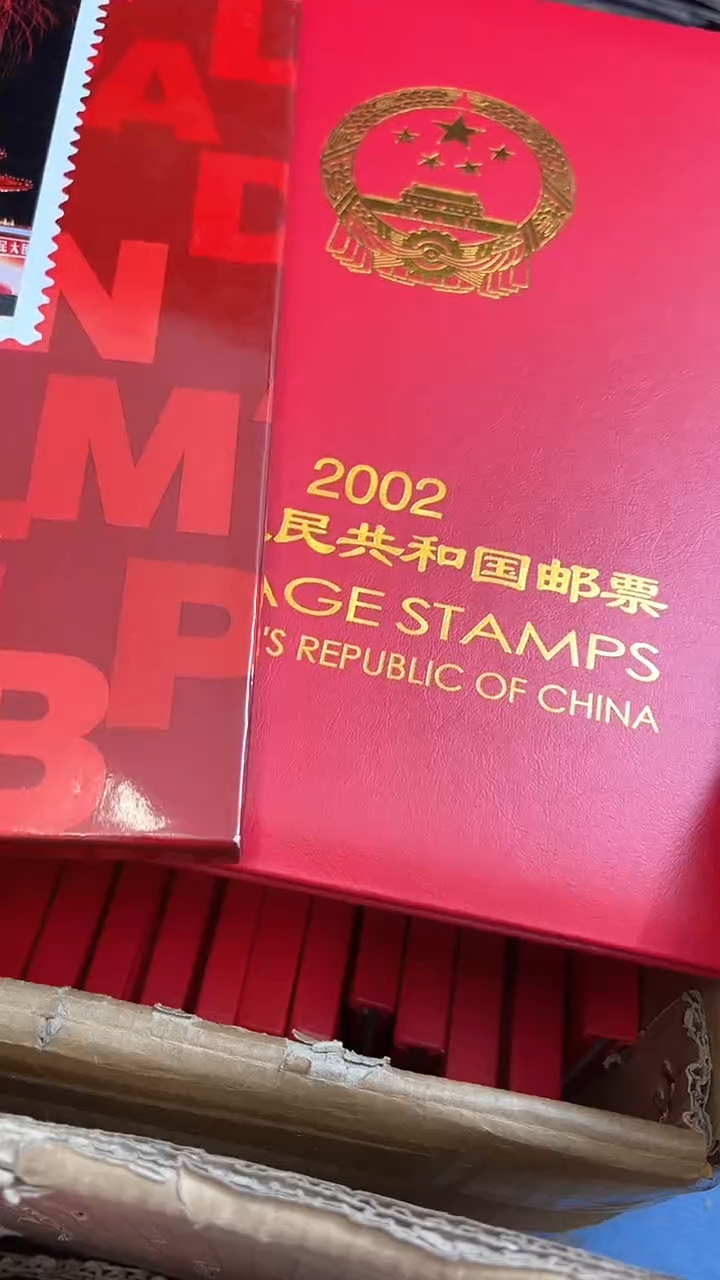 L
A
D
N
M
P
B
2002
民共和国邮票
AGE STAMPS
'S REPUBLIC OF CHINA